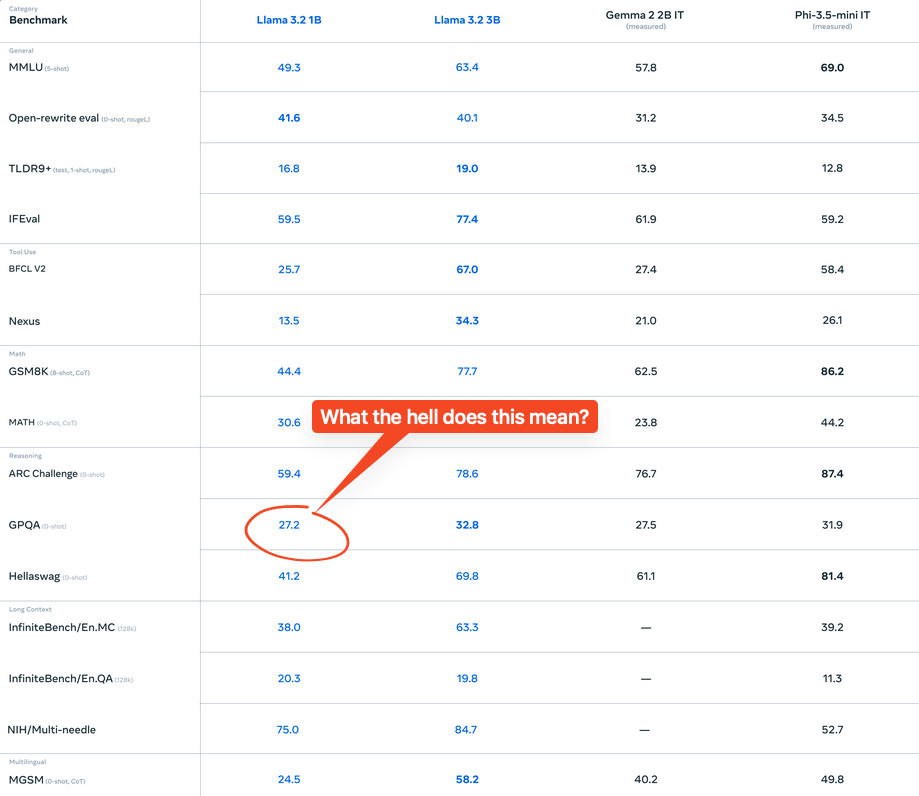 Category
Benchmark Llama 3.2 1B Llama 3.2 3B Gemma 2 2B IT (measured) Phi-3.5-mini IT (measured)
General
MMLU (5-shot) 49.3 63.4 57.8 69.0
Open-rewrite eval (0-shot, rougeL) 41.6 40.1 31.2 34.5
TLDR9+ (test, 1-shot, rougeL) 16.8 19.0 13.9 12.8
IFEval 59.5 77.4 61.9 59.2
Tool Use
BFCL V2 25.7 67.0 27.4 58.4
Nexus 13.5 34.3 21.0 26.1
Math
GSM8K (8-shot, CoT) 44.4 77.7 62.5 86.2
What the hell does this mean?
MATH (0-shot, CoT) 30.6 23.8 44.2
Reasoning
ARC Challenge (0-shot) 59.4 78.6 76.7 87.4
GPQA (0-shot) 27.2 32.8 27.5 31.9
Hellaswag (0-shot) 41.2 69.8 61.1 81.4
Long Context
InfiniteBench/En.MC (128k) 38.0 63.3 — 39.2
InfiniteBench/En.QA (128k) 20.3 19.8 — 11.3
NIH/Multi-needle 75.0 84.7 — 52.7
Multilingual
MGSM (0-shot, CoT) 24.5 58.2 40.2 49.8